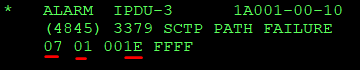 * ALARM IPDU-3 1A001-00-10
(4845) 3379 SCTP PATH FAILURE
07 01 001E FFFF